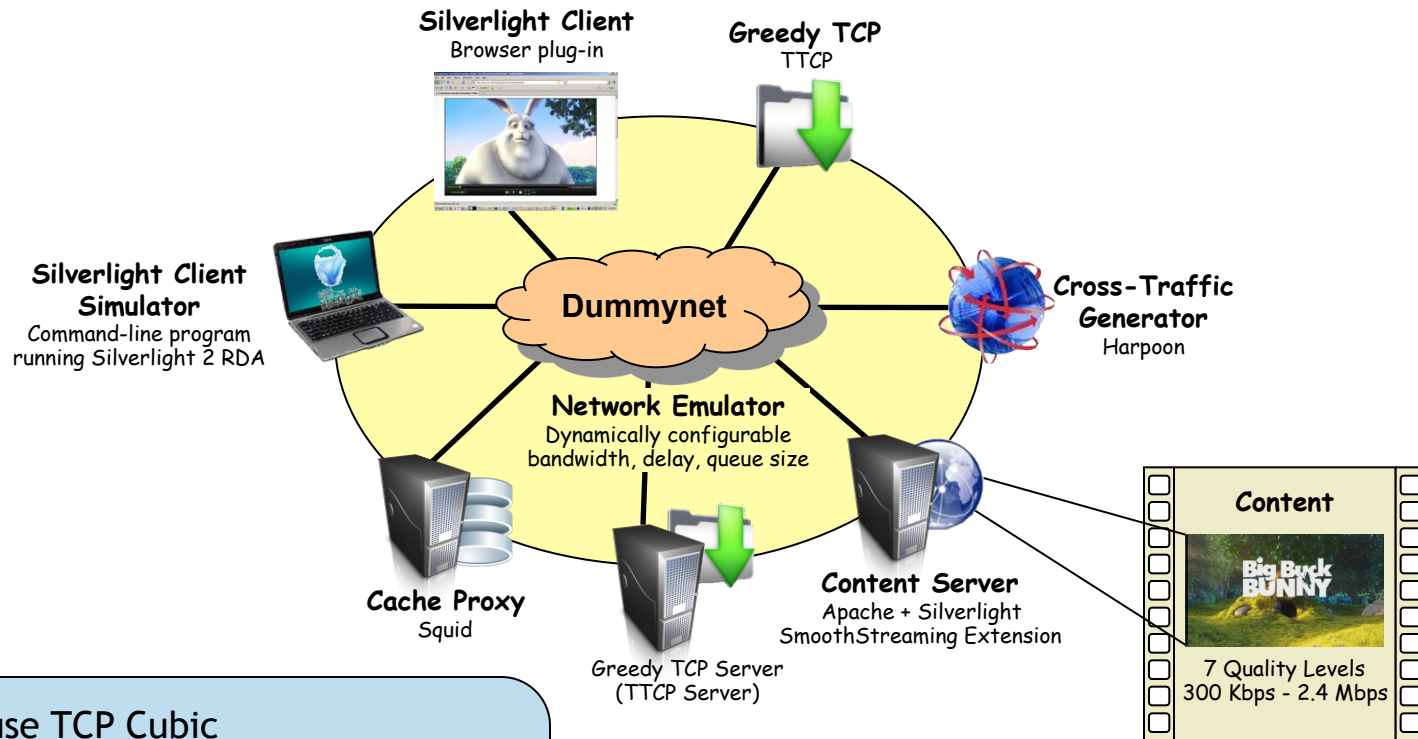 Silverlight Client
Browser plug-in
Greedy TCP
TTCP
Silverlight Client
Simulator
Command-line program
running Silverlight 2 RDA
Dummynet
Cross-Traffic
Generator
Harpoon
Network Emulator
Dynamically configurable
bandwidth, delay, queue size
Cache Proxy
Squid
Greedy TCP Server
(TTCP Server)
Content Server
Apache + Silverlight
SmoothStreaming Extension
Content
Big Buck
BUNNY
7 Quality Levels
300 Kbps - 2.4 Mbps
use TCP Cubic